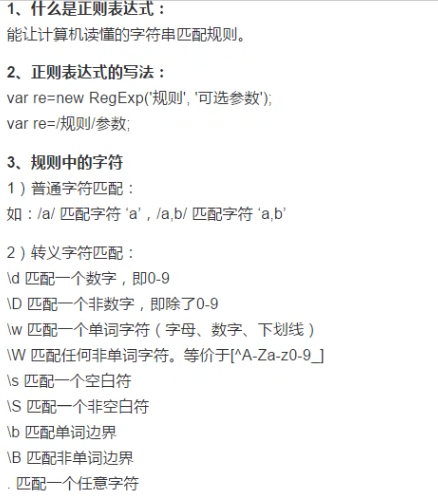 1、什么是正则表达式：
能让计算机读懂的字符串匹配规则。
2、正则表达式的写法：
var re=new RegExp('规则', '可选参数');
var re=/规则/参数;
3、规则中的字符
1）普通字符匹配：
如：/a/ 匹配字符 ‘a’，/a,b/ 匹配字符 ‘a,b’
2）转义字符匹配：
\d 匹配一个数字，即0-9
\D 匹配一个非数字，即除了0-9
\w 匹配一个单词字符（字母、数字、下划线）
\W 匹配任何非单词字符。等价于[^A-Za-z0-9_]
\s 匹配一个空白符
\S 匹配一个非空白符
\b 匹配单词边界
\B 匹配非单词边界
. 匹配一个任意字符